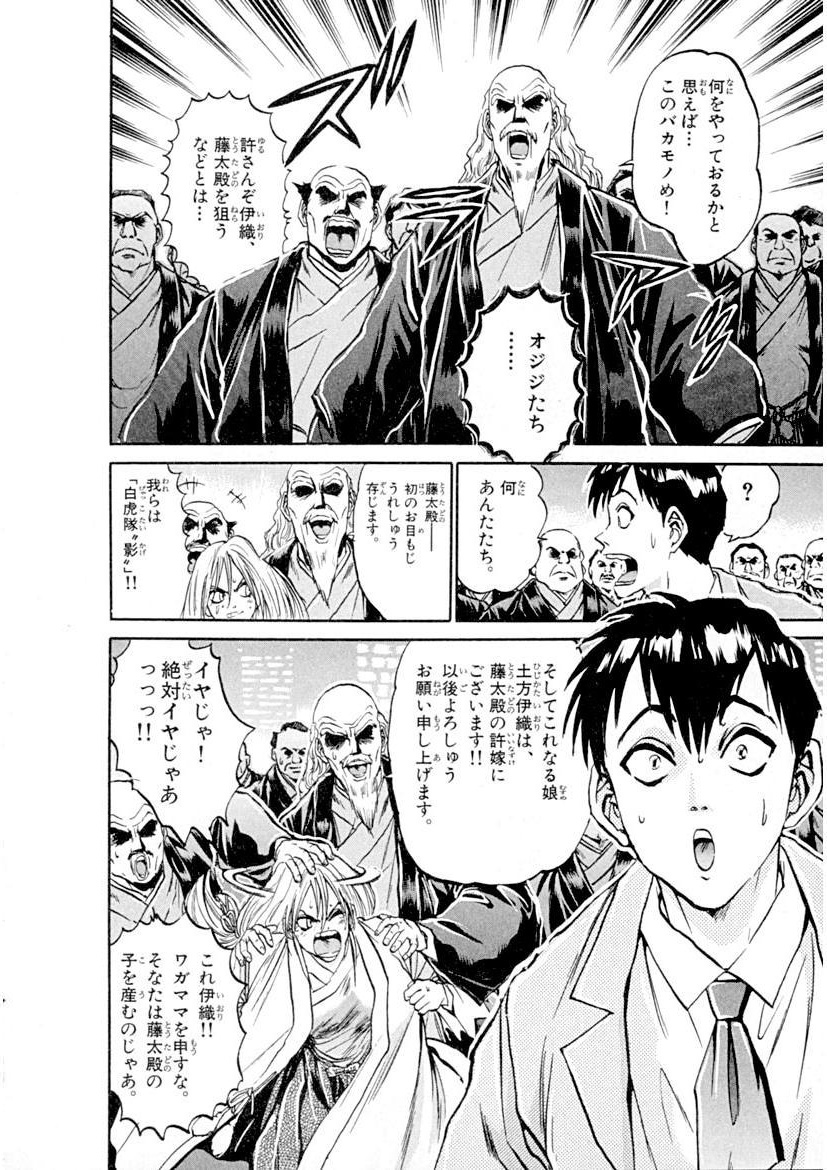 何をやっておるかと
思えば…
このバカモノめ！
ズ
ズ
許さんぞ伊織、
藤太殿を狙う
などとは…
オジジたち
……
？
何
あんたたち。
藤太殿──
初のお目もじ
うれしゅう
存じます。
我らは
「白虎隊〝影〟」!!
そしてこれなる娘
土方伊織は、
藤太殿の許嫁に
ございます!!
以後よろしゅう
お願い申し上げます。
イヤじゃ！
絶対イヤじゃあ
っっっ!!
これ伊織!!
ワガママを申すな。
そなたは藤太殿の
子を産むのじゃあ。